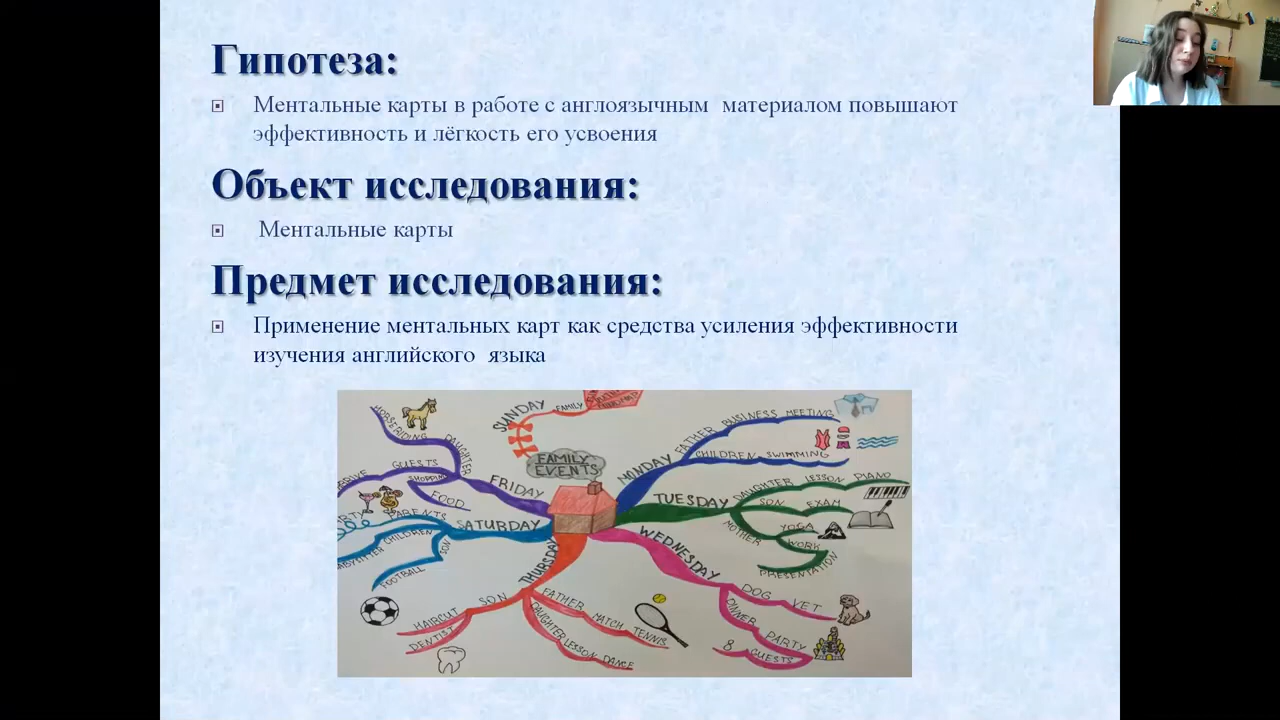 Гипотеза:
Ментальные карты в работе с англоязычным материалом повышают
эффективность и лёгкость его усвоения
Объект исследования:
Ментальные карты
Предмет исследования:
Применение ментальных карт как средства усиления эффективности
изучения английского языка
SUNDAY
FAMILY
FAMILY
EVENTS
MONDAY
FATHER BUSINESS MEETING
CHILDREN SWIMMING
TUESDAY
DAUGHTER LESSON PIANO
SON EXAM
MOTHER
YOGA
WORK
PRESENTATION
WEDNESDAY
DOG VET
DINNER PARTY
8 GUESTS
THURSDAY
FATHER MATCH TENNIS
DAUGHTER LESSON DANCE
SON
HAIRCUT
DENTIST
SATURDAY
PARENTS
CHILDREN
SON
FOOTBALL
FRIDAY
DAUGHTER
HORSERIDING
GUESTS
SHOPPING
FOOD